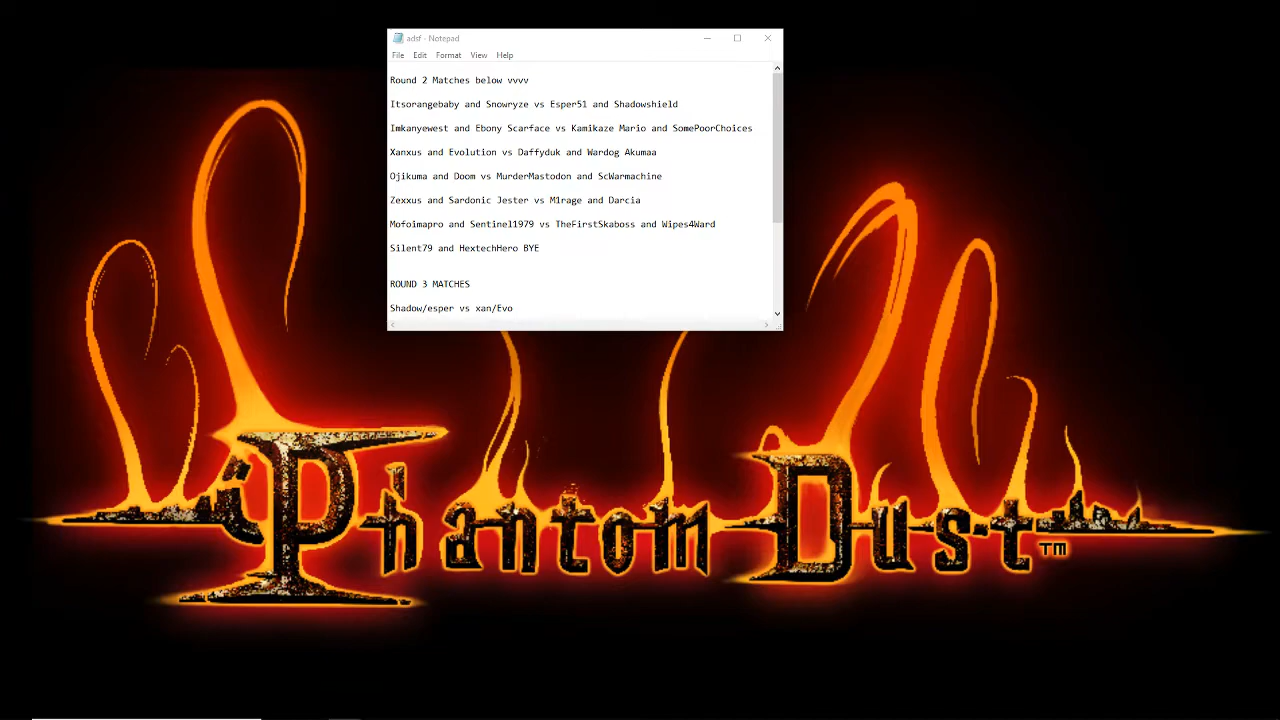 adsf - Notepad
File Edit Format View Help
Round 2 Matches below vvvv
Itsorangebaby and Snowryze vs Esper51 and Shadowshield
Imkanyewest and Ebony Scarface vs Kamikaze Mario and SomePoorChoices
Xanxus and Evolution vs Daffyduk and Wardog Akumaa
Ojikuma and Doom vs MurderMastodon and ScWarmachine
Zexxus and Sardonic Jester vs M1rage and Darcia
Mofoimapro and Sentinel1979 vs TheFirstSkaboss and Wipes4Ward
Silent79 and HextechHero BYE
ROUND 3 MATCHES
Shadow/esper vs xan/Evo
Phantom Dust™